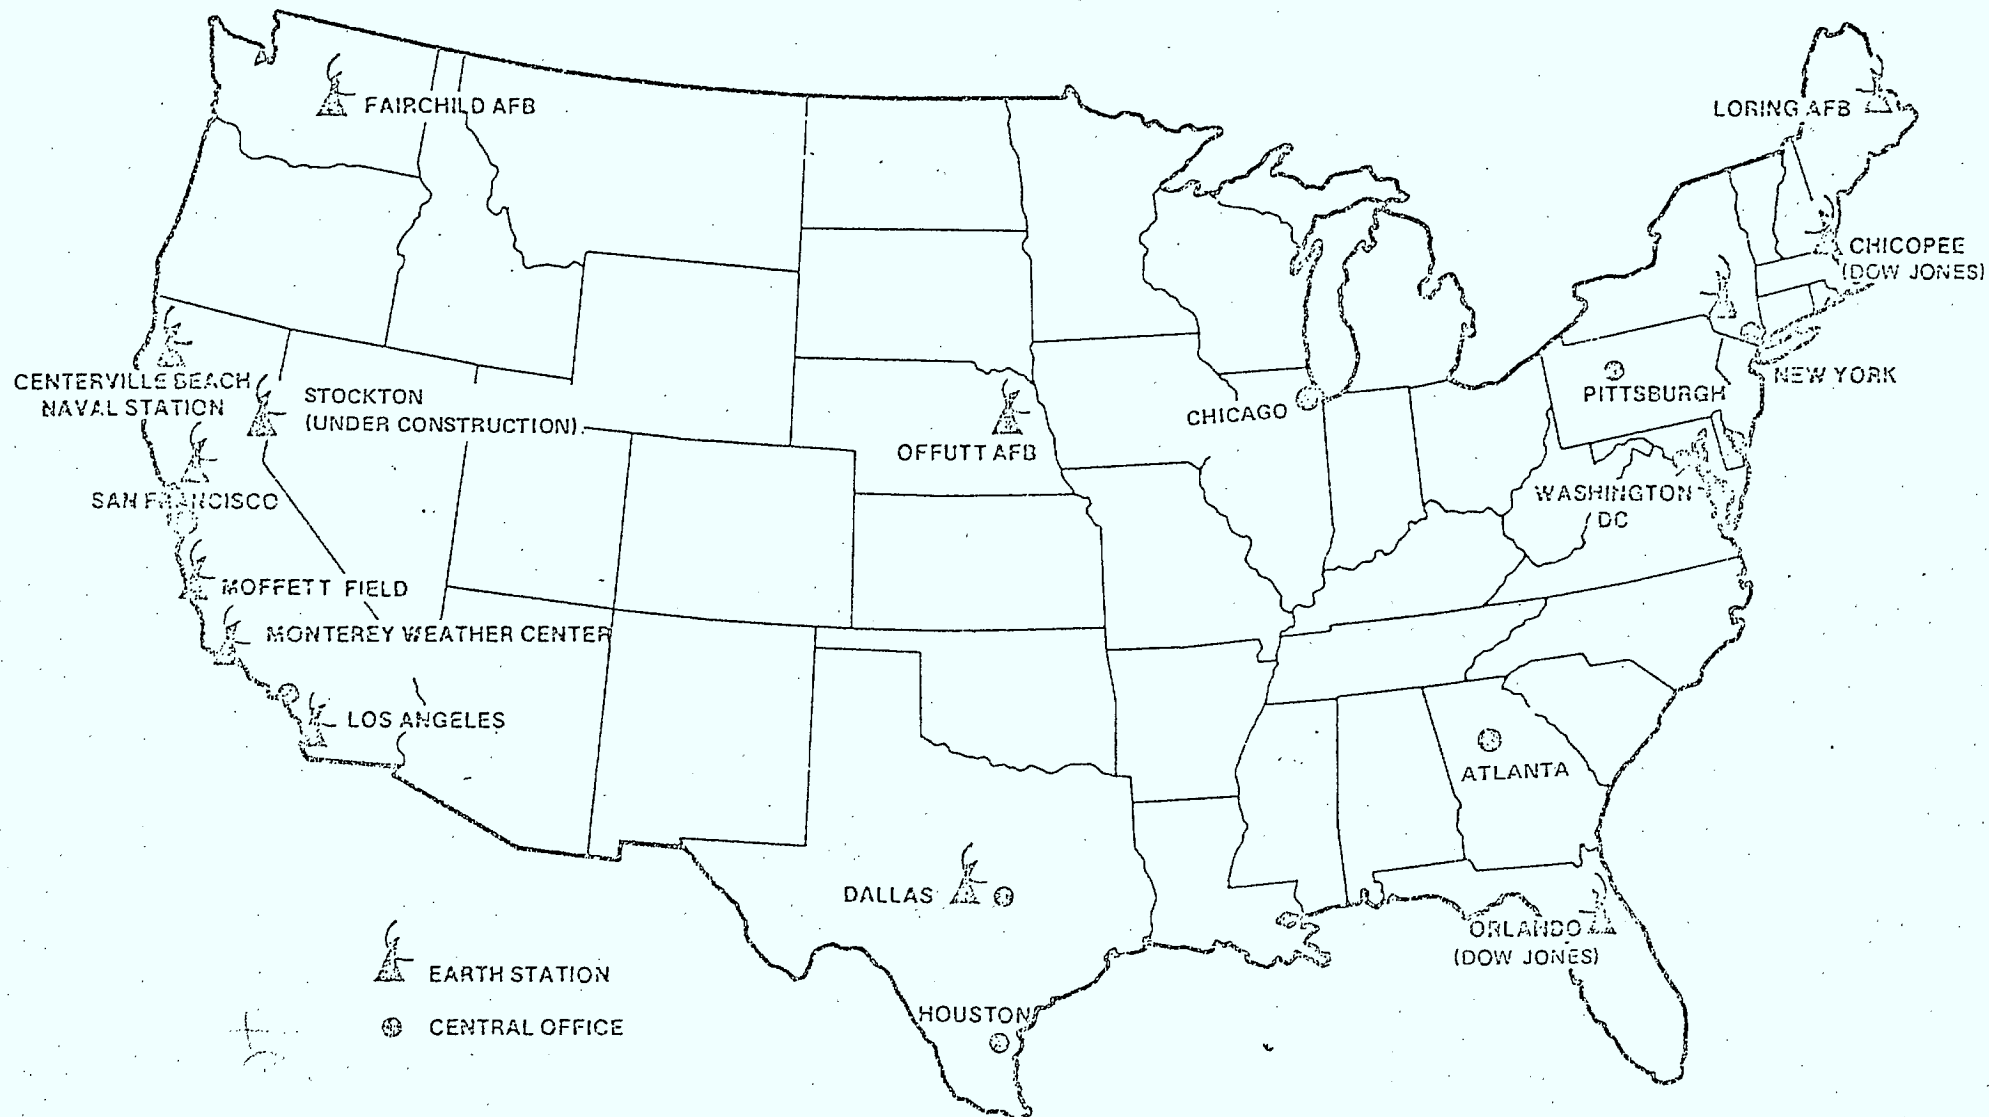 FAIRCHILD AFB
LORING AFB
CHICOPEE
(DOW JONES)
CENTERVILLE BEACH
NAVAL STATION
STOCKTON
(UNDER CONSTRUCTION)
NEW YORK
PITTSBURGH
CHICAGO
OFFUTT AFB
SAN FRANCISCO
WASHINGTON
DC
MOFFETT FIELD
MONTEREY WEATHER CENTER
LOS ANGELES
ATLANTA
DALLAS
ORLANDO
(DOW JONES)
EARTH STATION
HOUSTON
CENTRAL OFFICE